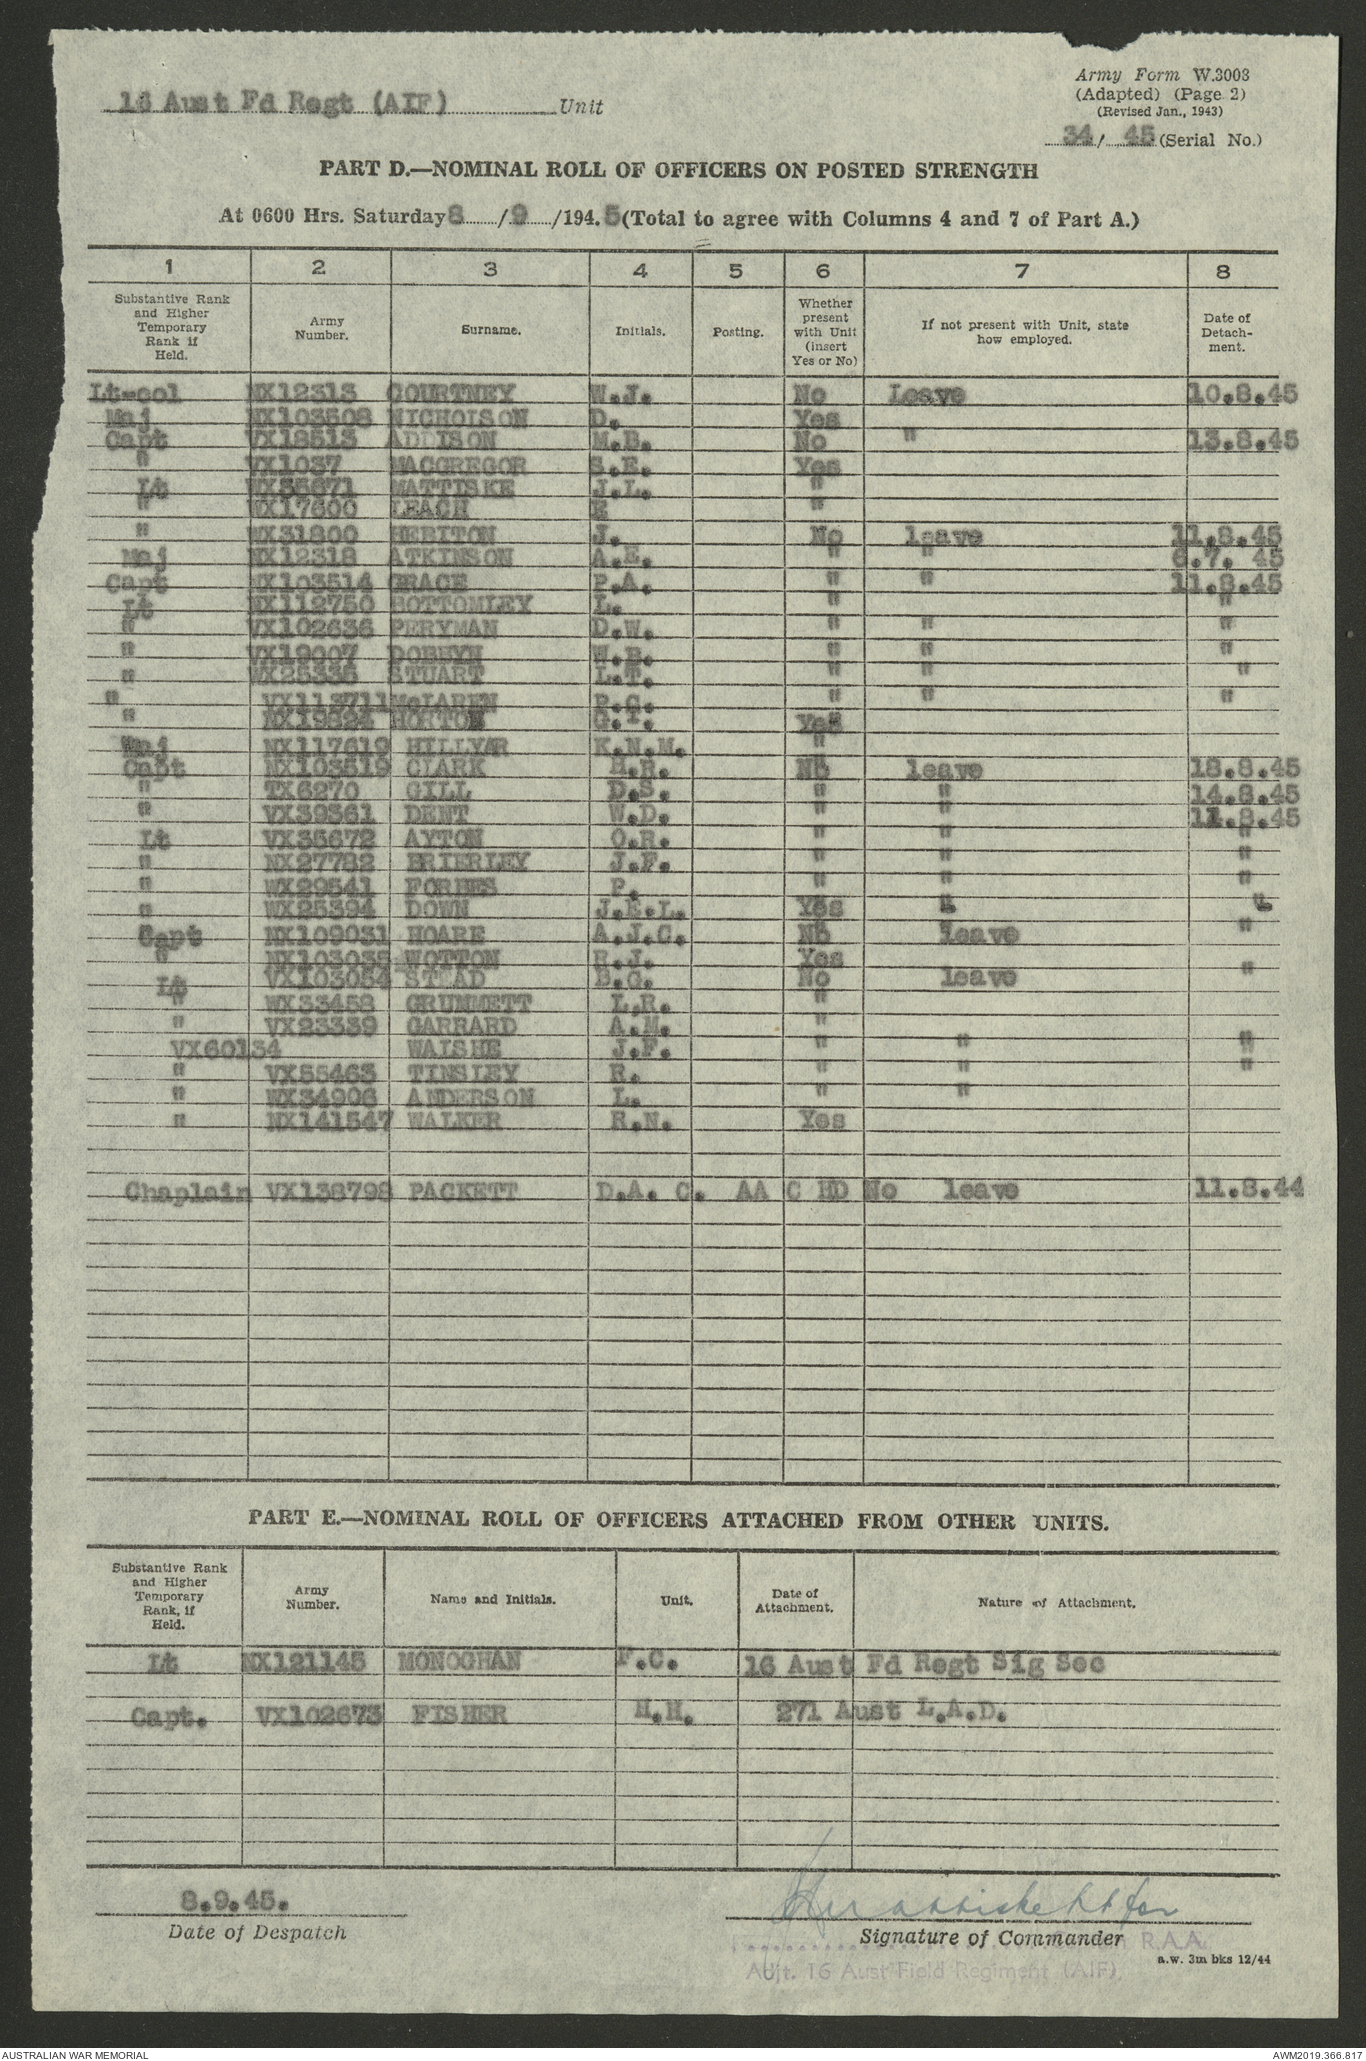 16 Aust Fd Regt (AIF) Unit
Army Form W.3008
(Adapted) (Page 2)
(Revised Jan., 1943)
34/ 45 (Serial No.)
PART D.—NOMINAL ROLL OF OFFICERS ON POSTED STRENGTH
At 0600 Hrs. Saturday 8/9/1945 (Total to agree with Columns 4 and 7 of Part A.)
1 2 3 4 5 6 7 8
Substantive Rank and Higher Temporary Rank if Held. Army Number. Surname. Initials. Posting. Whether present with Unit (insert Yes or No) If not present with Unit, state how employed. Date of Detachment.
Lt-col NX12313 COURTNEY W.J. No Leave 10.8.45
Maj NX103508 NICHOLSON D. Yes
Capt VX18513 ADDISON M.B. No " 13.8.45
" VX1037 MACGREGOR S.E. Yes
Lt WX35671 MATTISKE J.L. "
" WX17600 LEACH E "
" WX31800 HEBITON J. No leave 11.8.45
Maj NX12318 ATKINSON A.E. " " 6.7. 45
Capt NX103514 GRACE P.A. " " 11.8.45
Lt NX112750 BOTTOMLEY L. " "
" VX102636 PERYMAN D.W. " " "
" VX19007 DOBHYN W.B. " " "
" WX25335 STUART L.T. " " "
" VX113711 McLAREN P.G. " " "
" NX19824 HORTON G.T. Yes
Maj NX117619 HILLYAR K.N.M. "
Capt NX103519 CLARK H.R. No leave 18.8.45
" TX6270 GILL D.S. " " 14.8.45
" VX39361 DENT W.D. " " 11.8.45
Lt VX35672 AYTON O.R. " " "
" NX27782 BRIERLEY J.F. " " "
" WX29541 FORBES P. " " "
" WX25394 DOWN J.E.L. Yes
Capt NX109031 HOARE A.J.C. No leave "
" NX103035 WOTTON R.J. Yes
Lt VX103054 STEAD B.G. No leave "
" WX33458 GRUMMETT L.R. "
" VX23339 GARRARD A.M. "
VX60134 WALSHE J.F. " " "
" VX55463 TINSLEY R. " " "
" WX34906 ANDERSON L. " "
" NX141547 WALKER R.N. Yes
Chaplain VX138798 PACKETT D.A. C. AA C HD No leave 11.8.44
PART E.—NOMINAL ROLL OF OFFICERS ATTACHED FROM OTHER UNITS.
Substantive Rank and Higher Temporary Rank, if Held. Army Number. Name and Initials. Unit. Date of Attachment. Nature of Attachment.
Lt NX121145 MONOGHAN F.C. 16 Aust Fd Regt Sig Sec
Capt. VX102673 FISHER H.H. 271 Aust L.A.D.
8.9.45.
Date of Despatch
Mattiske Lt for
Signature of Commander
R.A.A.
Adjt. 16 Aust Field Regiment (AIF).
a.w. 3m bks 12/44
AUSTRALIAN WAR MEMORIAL
AWM2019.366.817